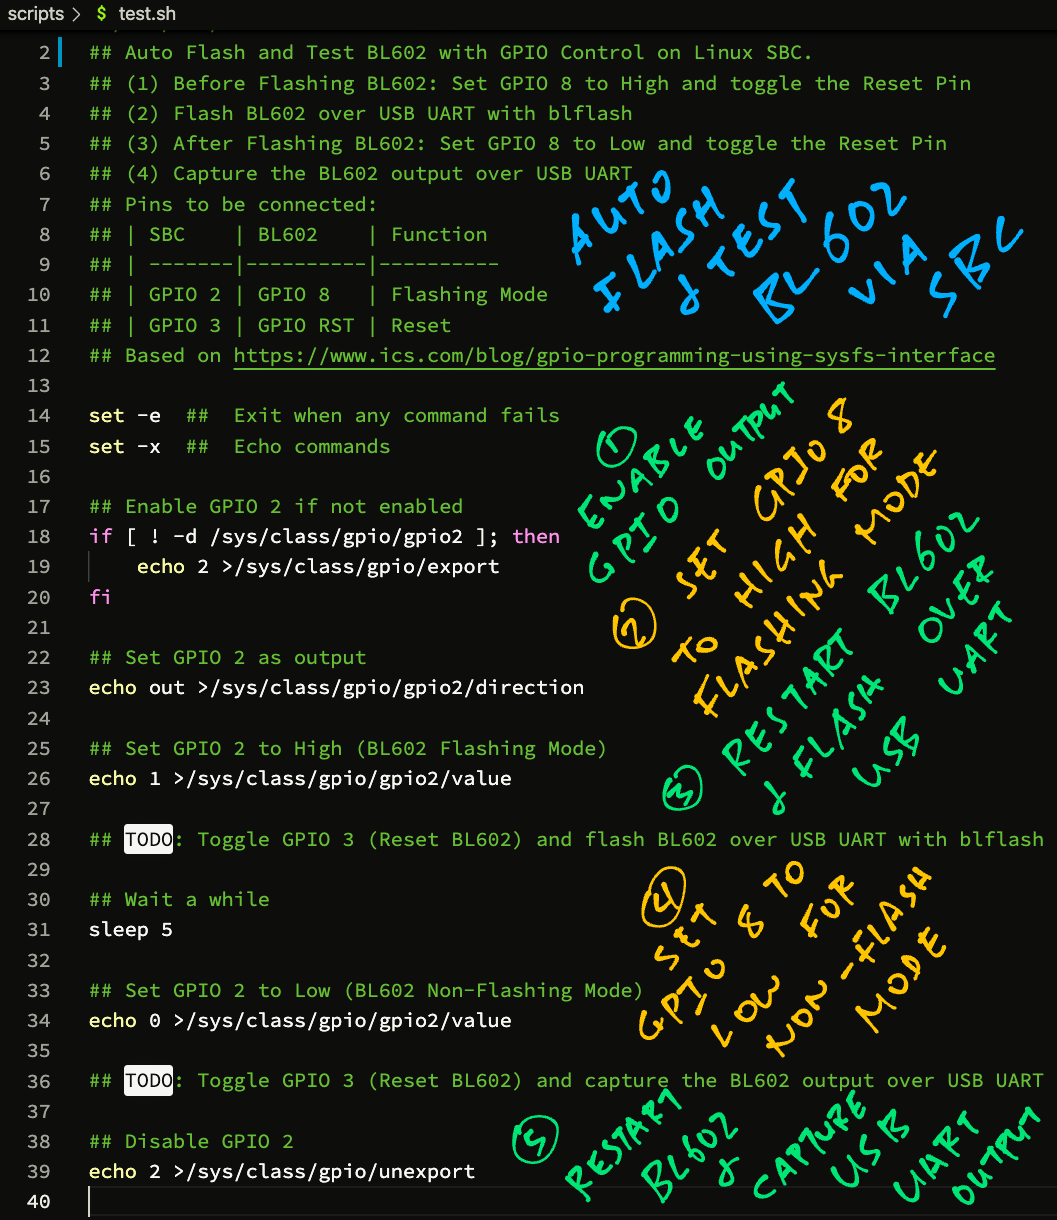 scripts > $ test.sh
2 ## Auto Flash and Test BL602 with GPIO Control on Linux SBC.
3 ## (1) Before Flashing BL602: Set GPIO 8 to High and toggle the Reset Pin
4 ## (2) Flash BL602 over USB UART with blflash
5 ## (3) After Flashing BL602: Set GPIO 8 to Low and toggle the Reset Pin
6 ## (4) Capture the BL602 output over USB UART
7 ## Pins to be connected:
8 ## | SBC    | BL602    | Function
9 ## | -------|----------|----------
10 ## | GPIO 2 | GPIO 8   | Flashing Mode
11 ## | GPIO 3 | GPIO RST | Reset
12 ## Based on https://www.ics.com/blog/gpio-programming-using-sysfs-interface
13
14 set -e  ##  Exit when any command fails
15 set -x  ##  Echo commands
16
17 ## Enable GPIO 2 if not enabled
18 if [ ! -d /sys/class/gpio/gpio2 ]; then
19     echo 2 >/sys/class/gpio/export
20 fi
21
22 ## Set GPIO 2 as output
23 echo out >/sys/class/gpio/gpio2/direction
24
25 ## Set GPIO 2 to High (BL602 Flashing Mode)
26 echo 1 >/sys/class/gpio/gpio2/value
27
28 ## TODO: Toggle GPIO 3 (Reset BL602) and flash BL602 over USB UART with blflash
29
30 ## Wait a while
31 sleep 5
32
33 ## Set GPIO 2 to Low (BL602 Non-Flashing Mode)
34 echo 0 >/sys/class/gpio/gpio2/value
35
36 ## TODO: Toggle GPIO 3 (Reset BL602) and capture the BL602 output over USB UART
37
38 ## Disable GPIO 2
39 echo 2 >/sys/class/gpio/unexport
40
AUTO
FLASH
& TEST
BL602
VIA
SBC
1
ENABLE
GPIO OUTPUT
2
SET GPIO 8
TO HIGH FOR
FLASHING MODE
3
RESTART BL602
& FLASH OVER
USB UART
4
SET
GPIO 8 TO
LOW FOR
NON-FLASH
MODE
5
RESTART
BL602
&
CAPTURE
USB
UART
OUTPUT